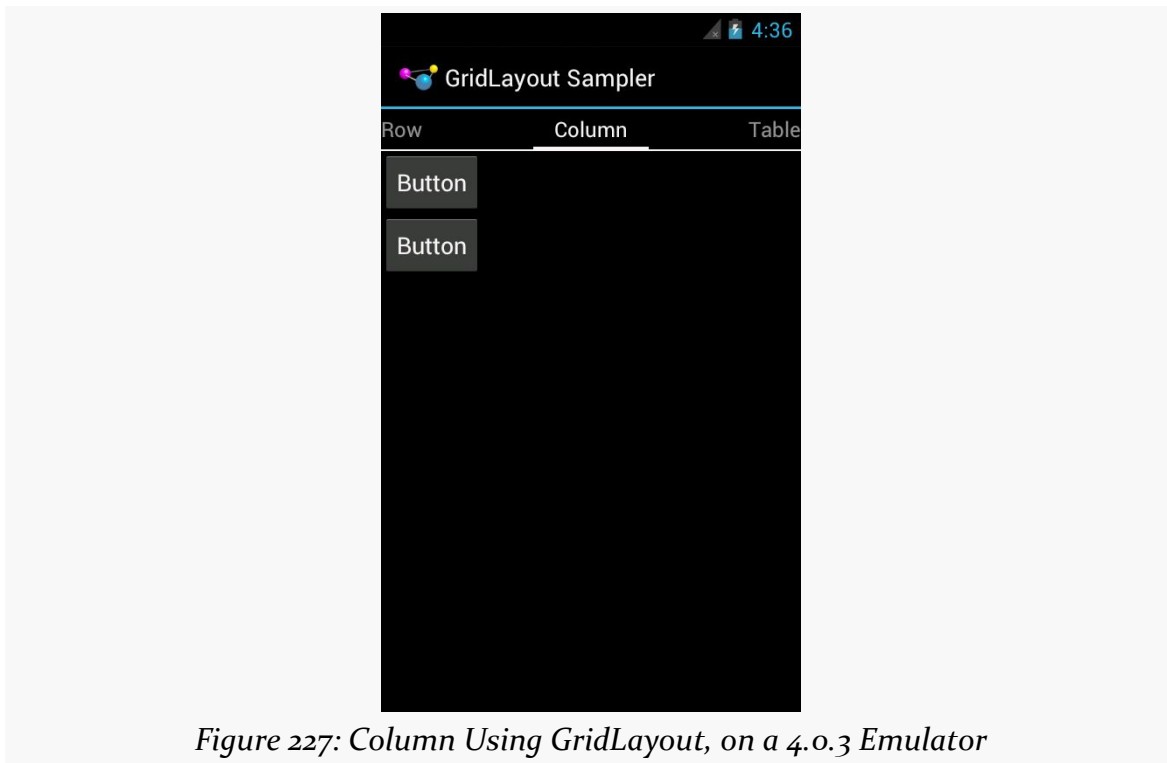 4:36
GridLayout Sampler
Row Column Table
Button
Button
Figure 227: Column Using GridLayout, on a 4.0.3 Emulator